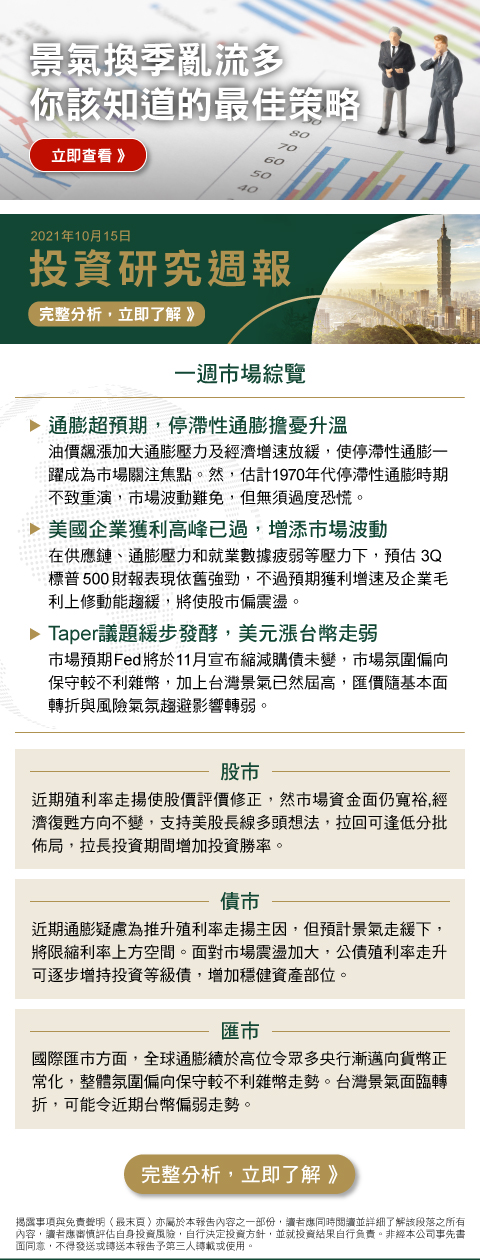 景氣換季亂流多
你該知道的最佳策略
立即查看 》
80
70
60
50
40
2021年10月15日
投資研究週報
完整分析，立即了解 》
一週市場綜覽
通膨超預期，停滯性通膨擔憂升溫
油價飆漲加大通膨壓力及經濟增速放緩，使停滯性通膨一
躍成為市場關注焦點。然，估計1970年代停滯性通膨時期
不致重演，市場波動難免，但無須過度恐慌。
美國企業獲利高峰已過，增添市場波動
在供應鏈、通膨壓力和就業數據疲弱等壓力下，預估 3Q
標普 500 財報表現依舊強勁，不過預期獲利增速及企業毛
利上修動能趨緩，將使股市偏震盪。
Taper議題緩步發酵，美元漲台幣走弱
市場預期Fed將於11月宣布縮減購債未變，市場氛圍偏向
保守較不利雜幣，加上台灣景氣已然屆高，匯價隨基本面
轉折與風險氣氛趨避影響轉弱。
股市
近期殖利率走揚使股價評價修正，然市場資金面仍寬裕,經
濟復甦方向不變，支持美股長線多頭想法，拉回可逢低分批
佈局，拉長投資期間增加投資勝率。
債市
近期通膨疑慮為推升殖利率走揚主因，但預計景氣走緩下，
將限縮利率上方空間。面對市場震盪加大，公債殖利率走升
可逐步增持投資等級債，增加穩健資產部位。
匯市
國際匯市方面，全球通膨續於高位令眾多央行漸邁向貨幣正
常化，整體氛圍偏向保守較不利雜幣走勢。台灣景氣面臨轉
折，可能令近期台幣偏弱走勢。
完整分析，立即了解 》
揭露事項與免責聲明（最末頁）亦屬於本報告內容之一部份，讀者應同時閱讀並詳細了解該段落之所有
內容，讀者應審慎評估自身投資風險，自行決定投資方針，並就投資結果自行負責。非經本公司事先書
面同意，不得發送或轉送本報告予第三人轉載或使用。